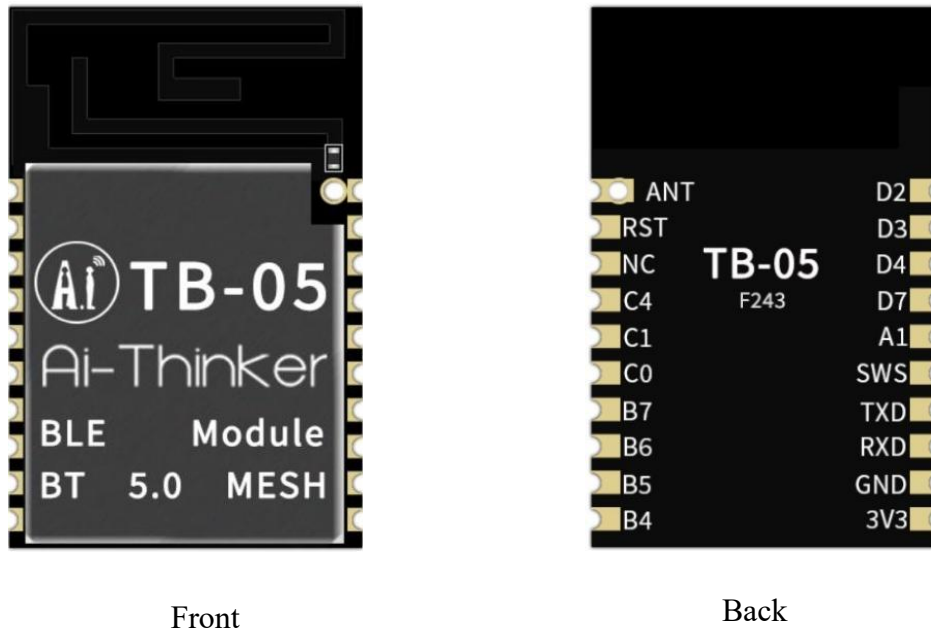 Ai TB-05
Ai-Thinker
BLE Module
BT 5.0 MESH
Front
ANT D2
RST D3
NC TB-05 D4
C4 F243 D7
C1 A1
C0 SWS
B7 TXD
B6 RXD
B5 GND
B4 3V3
Back